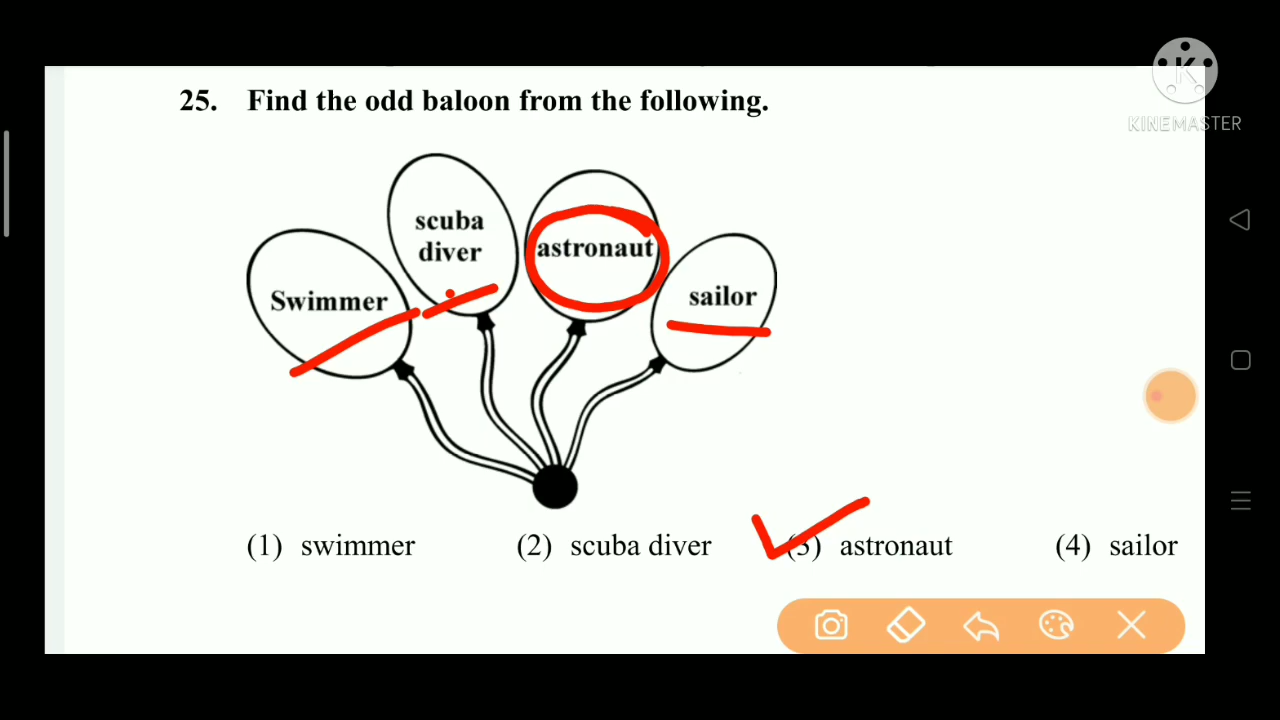 25. Find the odd baloon from the following.
KINEMASTER
scuba
diver
astronaut
Swimmer
sailor
(1) swimmer (2) scuba diver (3) astronaut (4) sailor